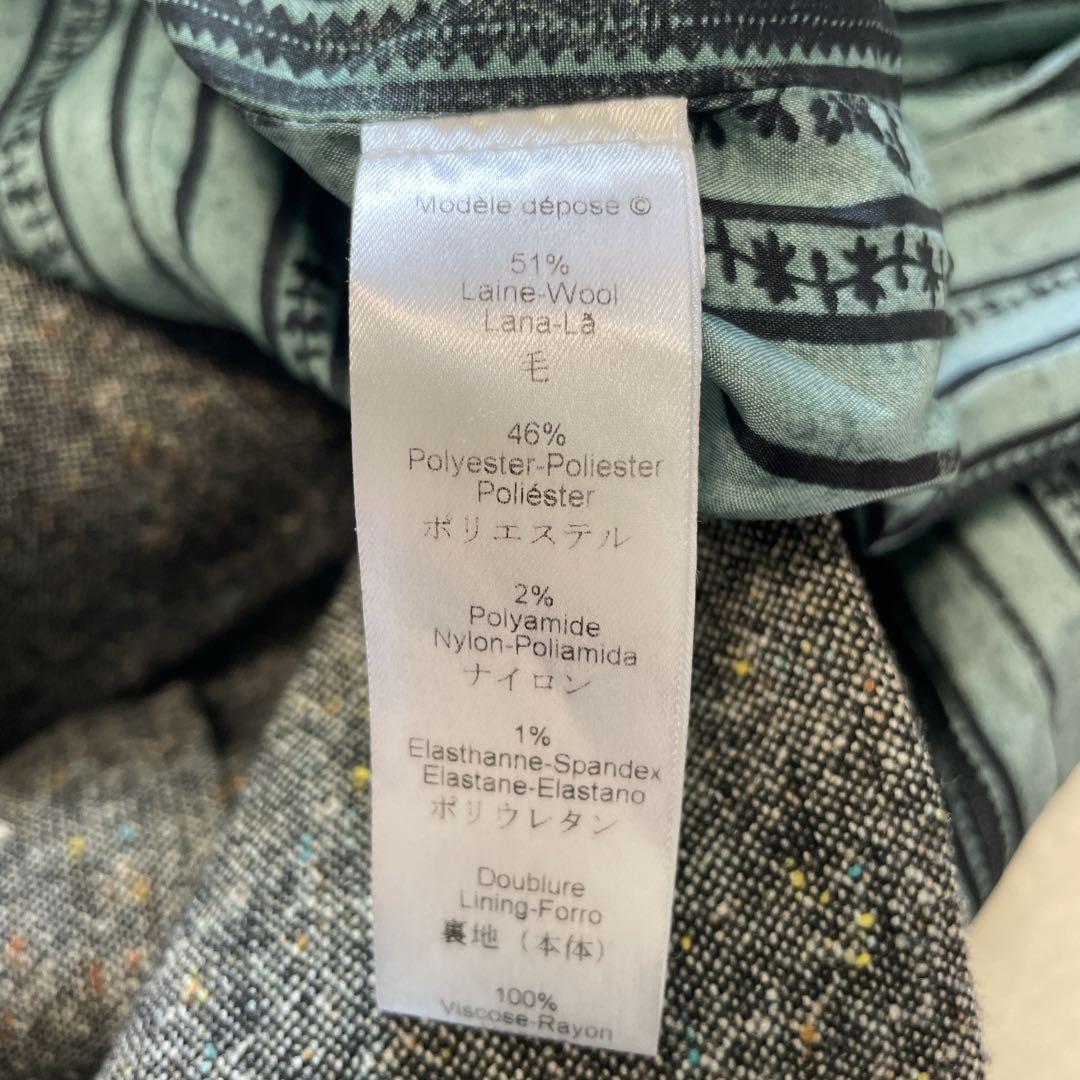 Modèle déposé ©
51%
Laine-Wool
Lana-Lã
毛
46%
Polyester-Poliester
Poliéster
ポリエステル
2%
Polyamide
Nylon-Poliamida
ナイロン
1%
Elasthanne-Spandex
Elastane-Elastano
ポリウレタン
Doublure
Lining-Forro
裏地（本体）
100%
Viscose-Rayon